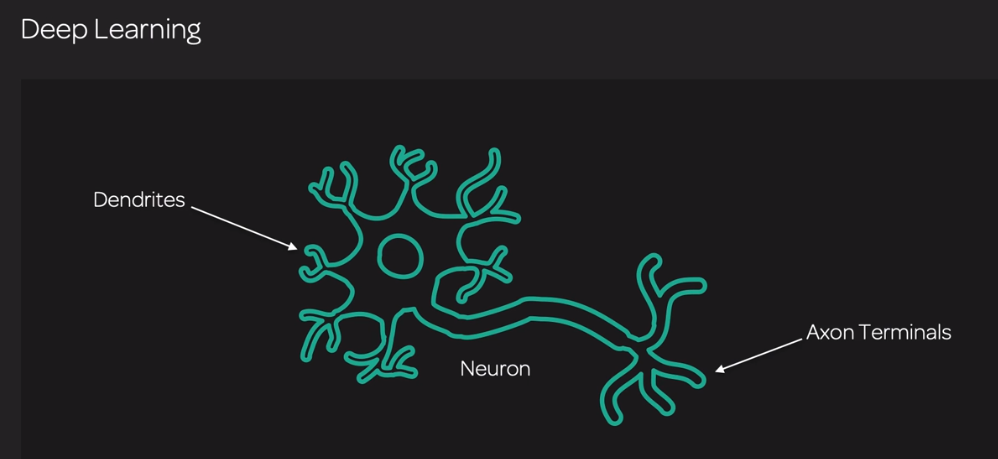 Deep Learning
Dendrites
Axon Terminals
Neuron